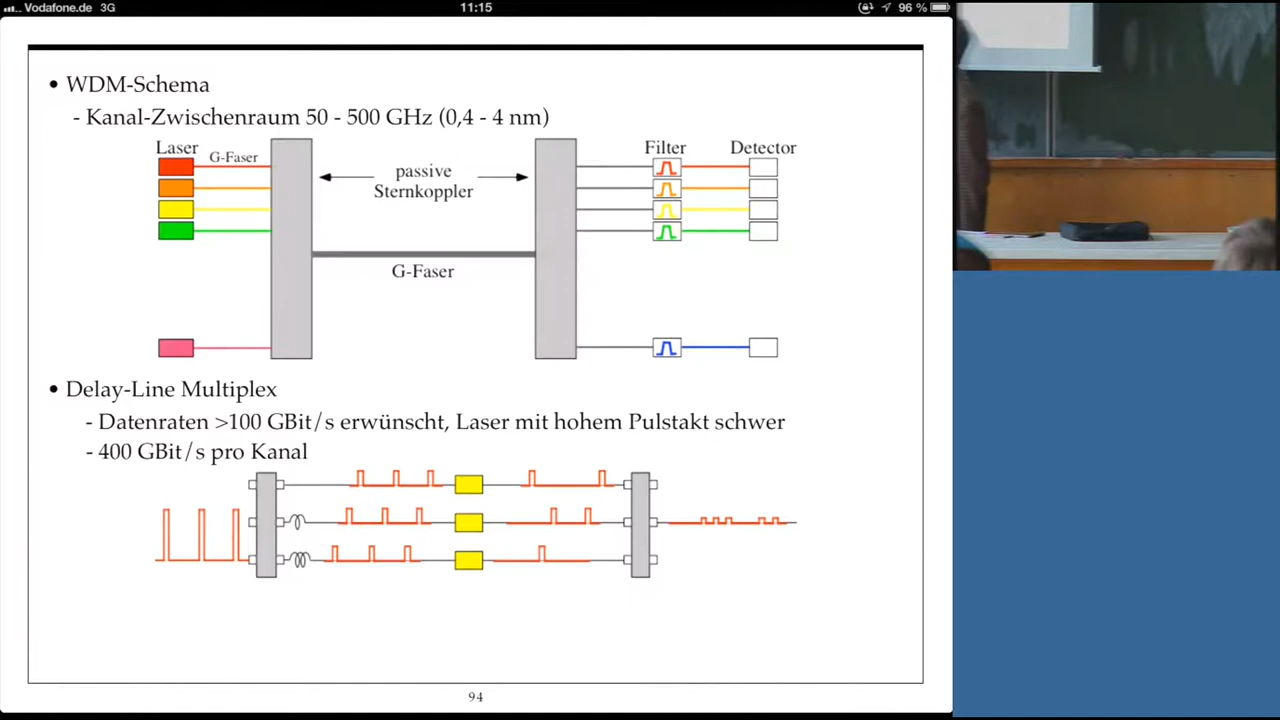 Vodafone.de 3G 11:15 96 %
• WDM-Schema
- Kanal-Zwischenraum 50 - 500 GHz (0,4 - 4 nm)
Laser G-Faser Filter Detector
passive
Sternkoppler
G-Faser
• Delay-Line Multiplex
- Datenraten >100 GBit/s erwünscht, Laser mit hohem Pulstakt schwer
- 400 GBit/s pro Kanal
94